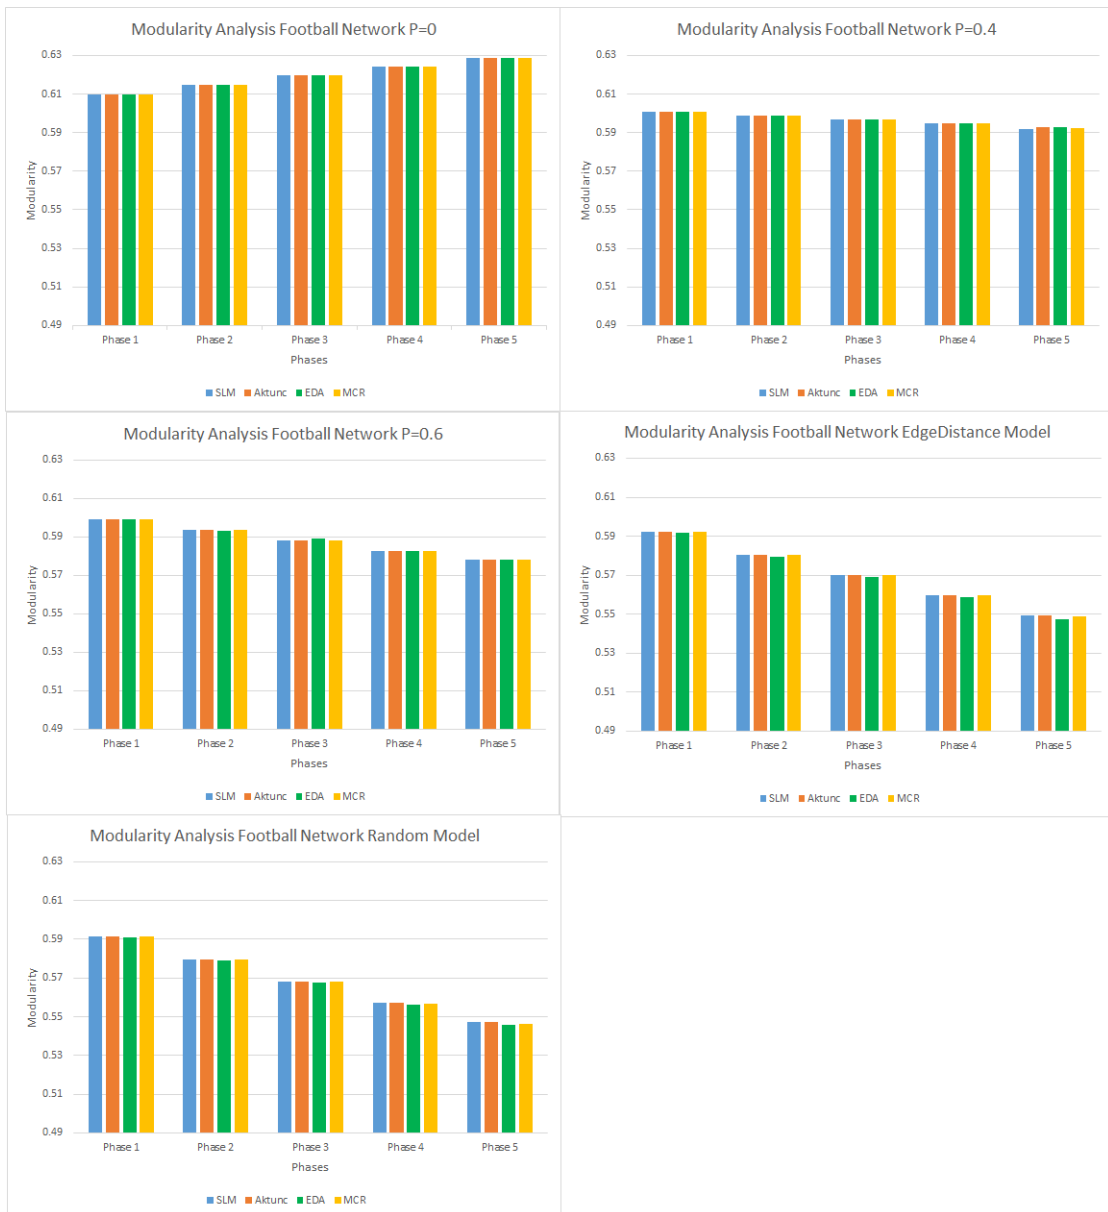 Modularity Analysis Football Network P=0
0.63
0.61
0.59
0.57
0.55
0.53
0.51
0.49
Modularity
Phase 1 Phase 2 Phase 3 Phase 4 Phase 5
Phases
SLM Aktunc EDA MCR
Modularity Analysis Football Network P=0.4
0.63
0.61
0.59
0.57
0.55
0.53
0.51
0.49
Modularity
Phase 1 Phase 2 Phase 3 Phase 4 Phase 5
Phases
SLM Aktunc EDA MCR
Modularity Analysis Football Network P=0.6
0.63
0.61
0.59
0.57
0.55
0.53
0.51
0.49
Modularity
Phase 1 Phase 2 Phase 3 Phase 4 Phase 5
Phases
SLM Aktunc EDA MCR
Modularity Analysis Football Network EdgeDistance Model
0.63
0.61
0.59
0.57
0.55
0.53
0.51
0.49
Modularity
Phase 1 Phase 2 Phase 3 Phase 4 Phase 5
Phases
SLM Aktunc EDA MCR
Modularity Analysis Football Network Random Model
0.63
0.61
0.59
0.57
0.55
0.53
0.51
0.49
Modularity
Phase 1 Phase 2 Phase 3 Phase 4 Phase 5
Phases
SLM Aktunc EDA MCR